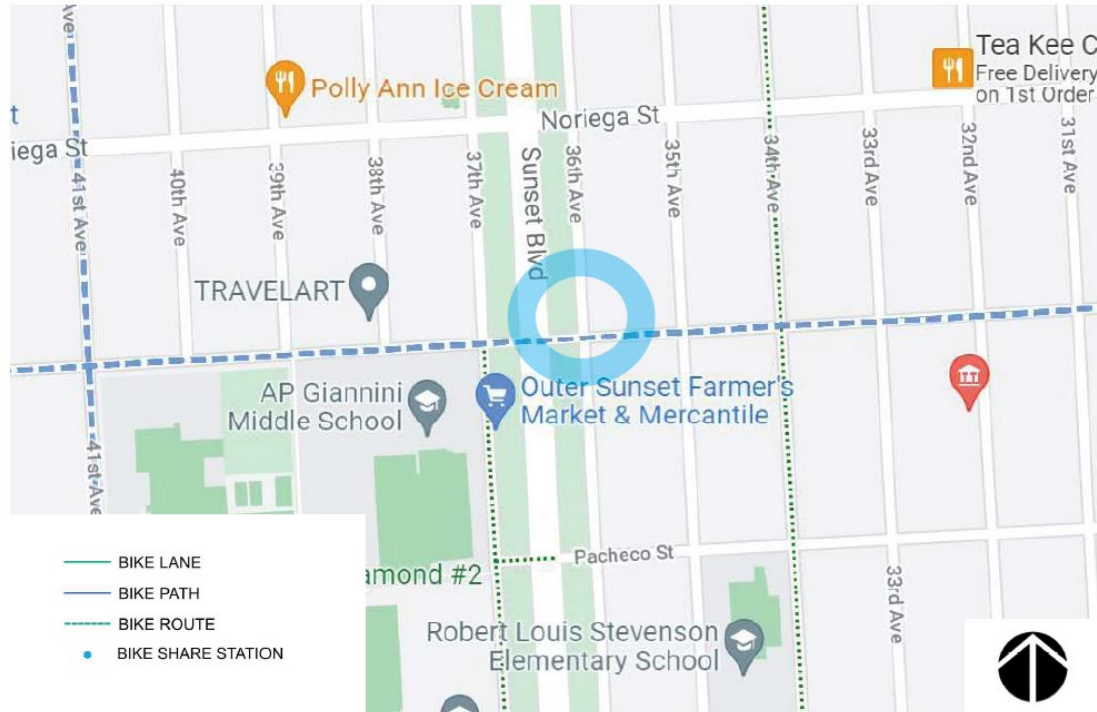 Ave
Tea Kee C
Free Delivery
on 1st Order
Polly Ann Ice Cream
t
Noriega St
iega St
41st Ave
40th Ave
39th Ave
38th Ave
37th Ave
Sunset Blvd
36th Ave
35th Ave
34th Ave
33rd Ave
32nd Ave
31st Ave
TRAVELART
AP Giannini
Middle School
Outer Sunset Farmer's
Market & Mercantile
41st Ave
BIKE LANE
BIKE PATH
BIKE ROUTE
BIKE SHARE STATION
amond #2
Pacheco St
33rd Ave
Robert Louis Stevenson
Elementary School